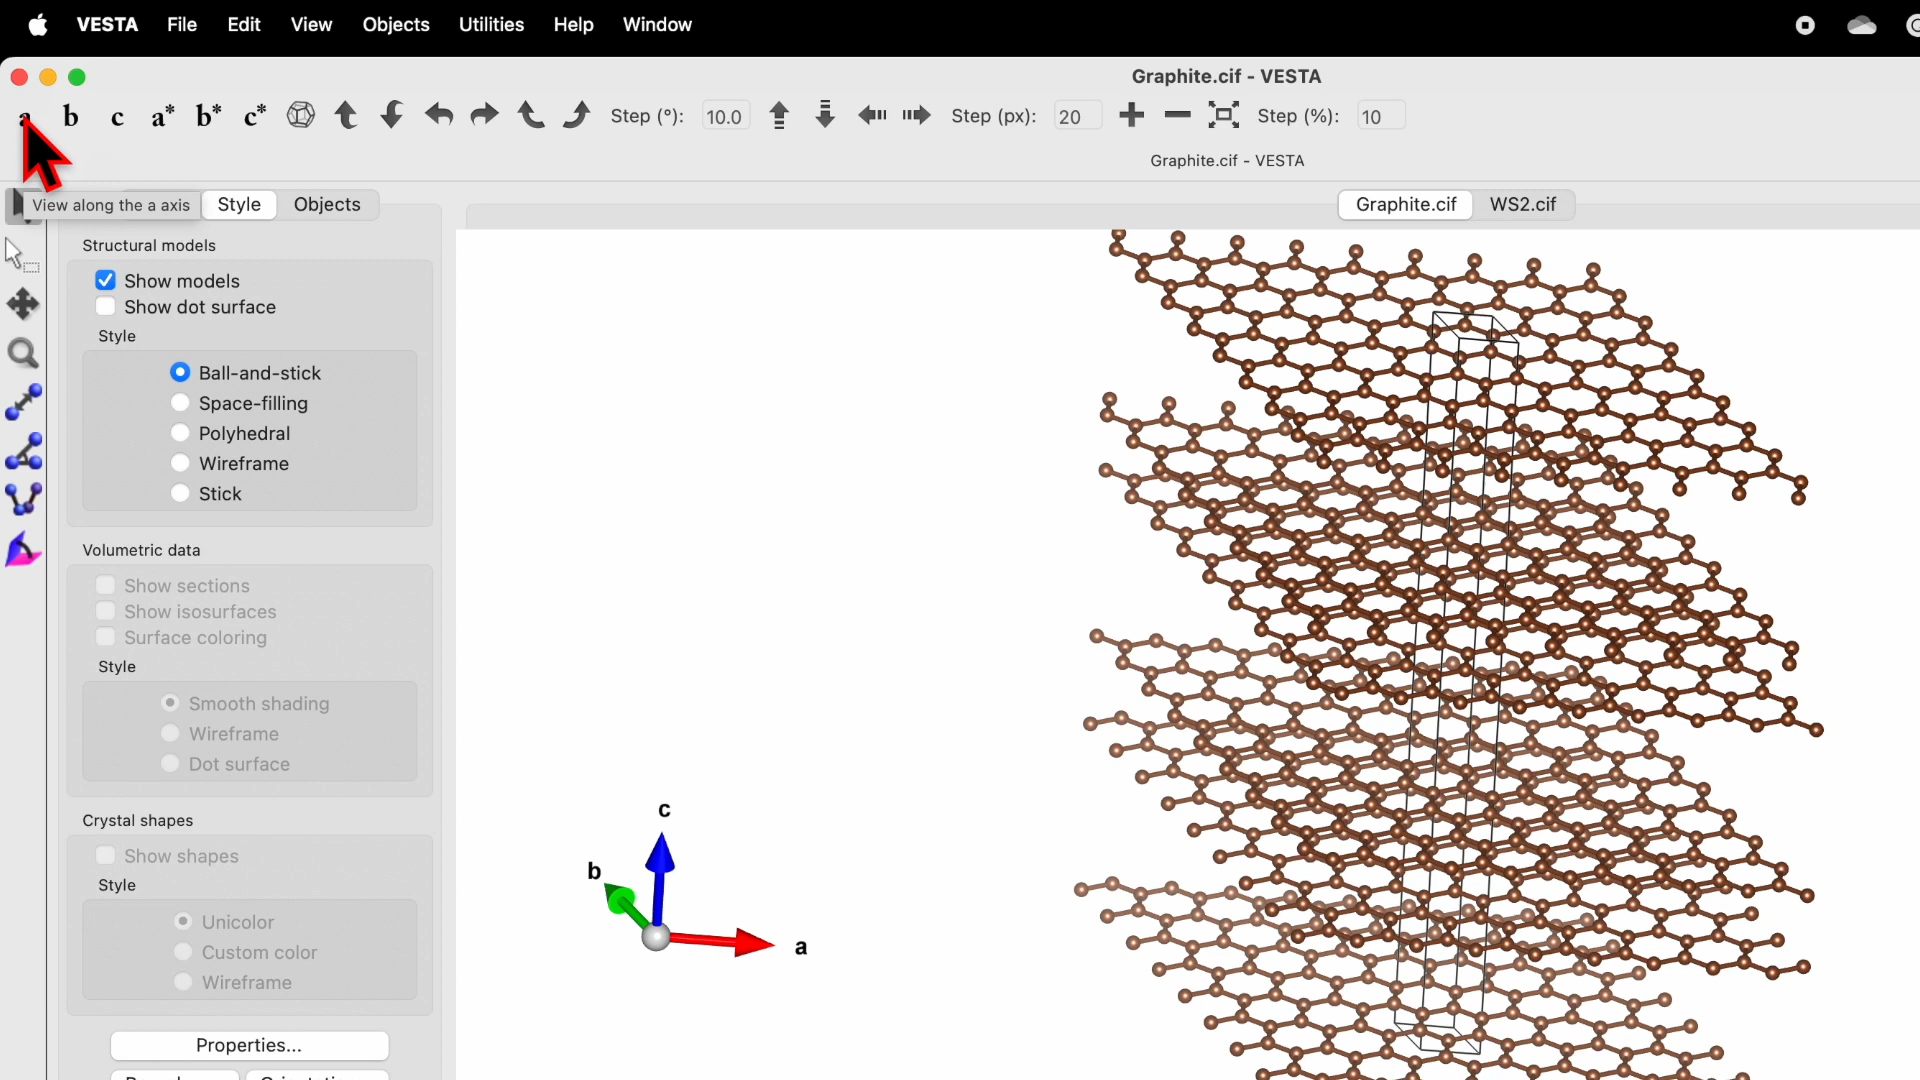 VESTA File Edit View Objects Utilities Help Window
Graphite.cif - VESTA
a b c a* b* c* Step (°): 10.0 Step (px): 20 Step (%): 10
Graphite.cif - VESTA
View along the a axis Style Objects Graphite.cif WS2.cif
Structural models
Show models
Show dot surface
Style
Ball-and-stick
Space-filling
Polyhedral
Wireframe
Stick
Volumetric data
Show sections
Show isosurfaces
Surface coloring
Style
Smooth shading
Wireframe
Dot surface
Crystal shapes
Show shapes
Style
Unicolor
Custom color
Wireframe
Properties...
c
b
a